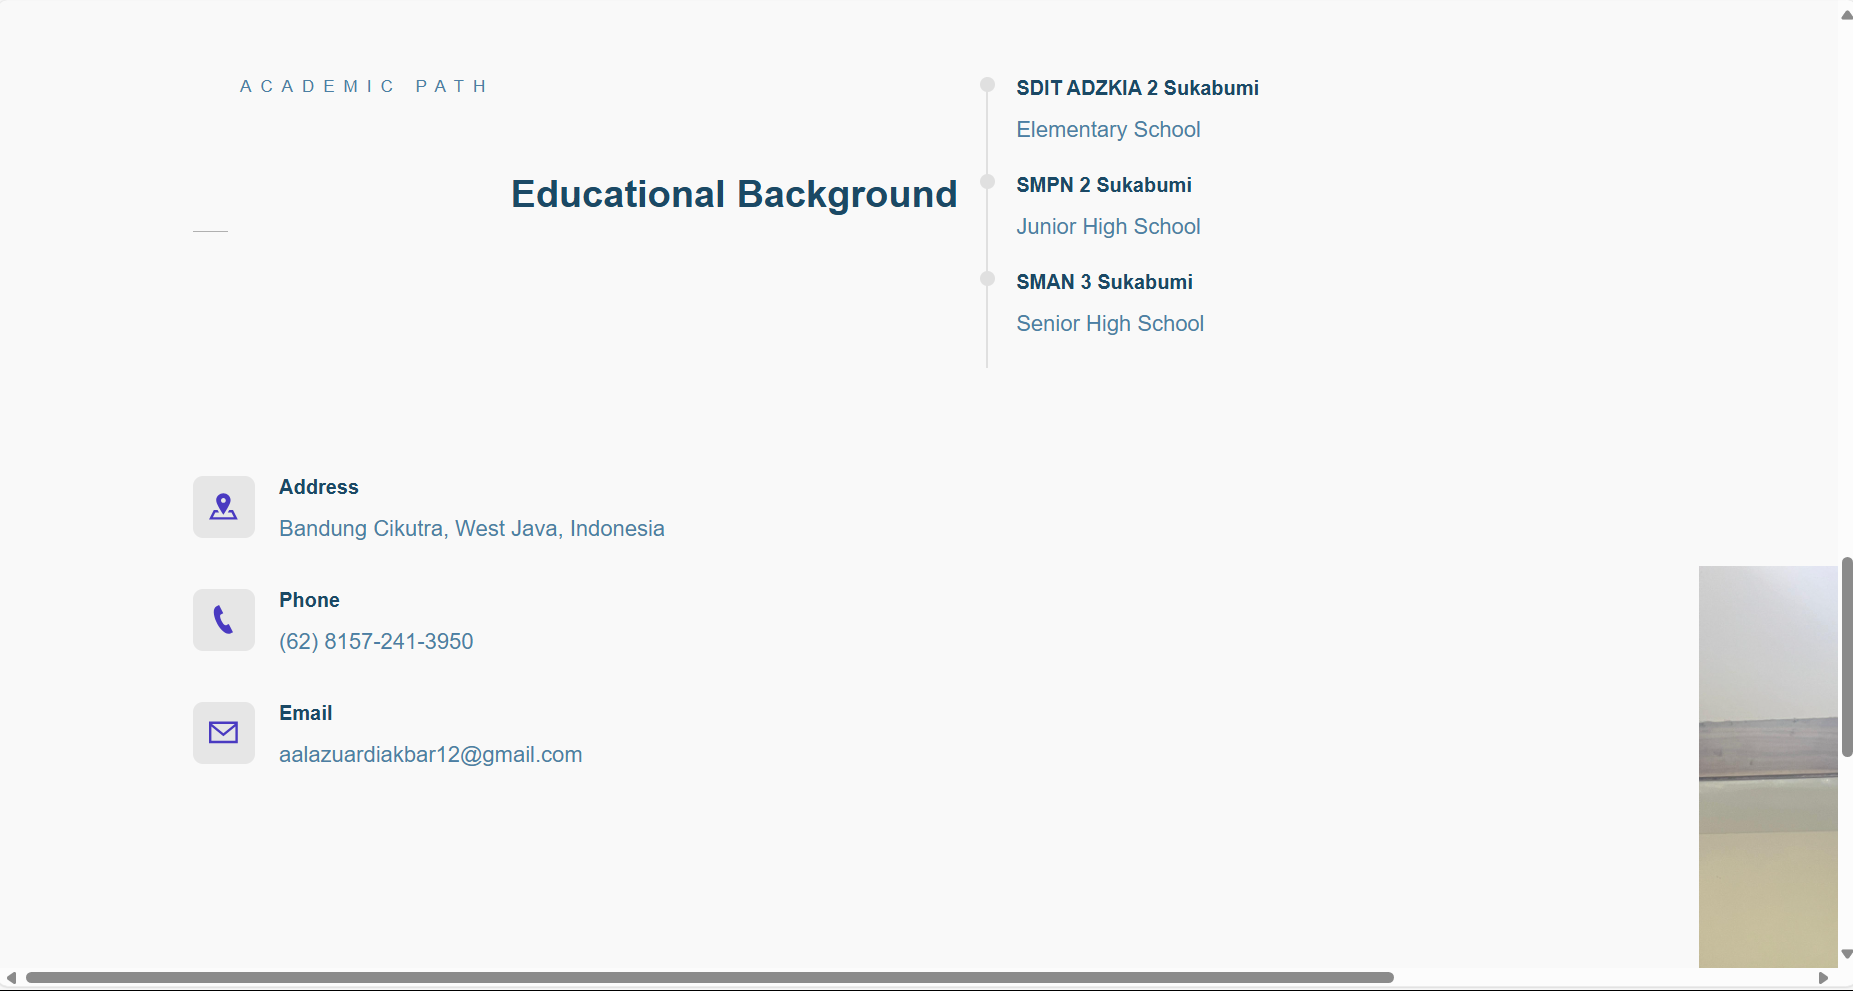 ACADEMIC PATH
Educational Background
SDIT ADZKIA 2 Sukabumi
Elementary School
SMPN 2 Sukabumi
Junior High School
SMAN 3 Sukabumi
Senior High School
Address
Bandung Cikutra, West Java, Indonesia
Phone
(62) 8157-241-3950
Email
aalazuardiakbar12@gmail.com